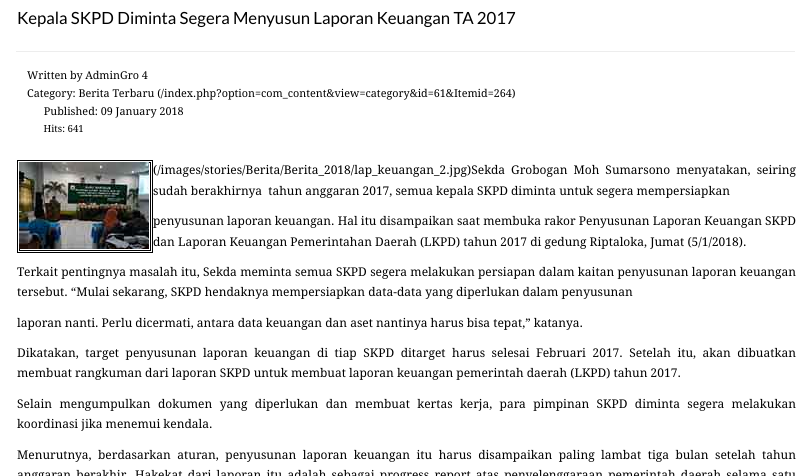 Kepala SKPD Diminta Segera Menyusun Laporan Keuangan TA 2017
Written by AdminGro 4
Category: Berita Terbaru (/index.php?option=com_content&view=category&id=61&Itemid=264)
Published: 09 January 2018
Hits: 641
(/images/stories/Berita/Berita_2018/lap_keuangan_2.jpg)Sekda Grobogan Moh Sumarsono menyatakan, seiring
sudah berakhirnya  tahun anggaran 2017, semua kepala SKPD diminta untuk segera mempersiapkan
penyusunan laporan keuangan. Hal itu disampaikan saat membuka rakor Penyusunan Laporan Keuangan SKPD
dan Laporan Keuangan Pemerintahan Daerah (LKPD) tahun 2017 di gedung Riptaloka, Jumat (5/1/2018).
Terkait pentingnya masalah itu, Sekda meminta semua SKPD segera melakukan persiapan dalam kaitan penyusunan laporan keuangan
tersebut. “Mulai sekarang, SKPD hendaknya mempersiapkan data-data yang diperlukan dalam penyusunan
laporan nanti. Perlu dicermati, antara data keuangan dan aset nantinya harus bisa tepat,” katanya.
Dikatakan, target penyusunan laporan keuangan di tiap SKPD ditarget harus selesai Februari 2017. Setelah itu, akan dibuatkan
membuat rangkuman dari laporan SKPD untuk membuat laporan keuangan pemerintah daerah (LKPD) tahun 2017.
Selain mengumpulkan dokumen yang diperlukan dan membuat kertas kerja, para pimpinan SKPD diminta segera melakukan
koordinasi jika menemui kendala.
Menurutnya, berdasarkan aturan, penyusunan laporan keuangan itu harus disampaikan paling lambat tiga bulan setelah tahun
anggaran berakhir. Hakekat dari laporan itu adalah sebagai progress report atas penyelenggaraan pemerintah daerah selama satu